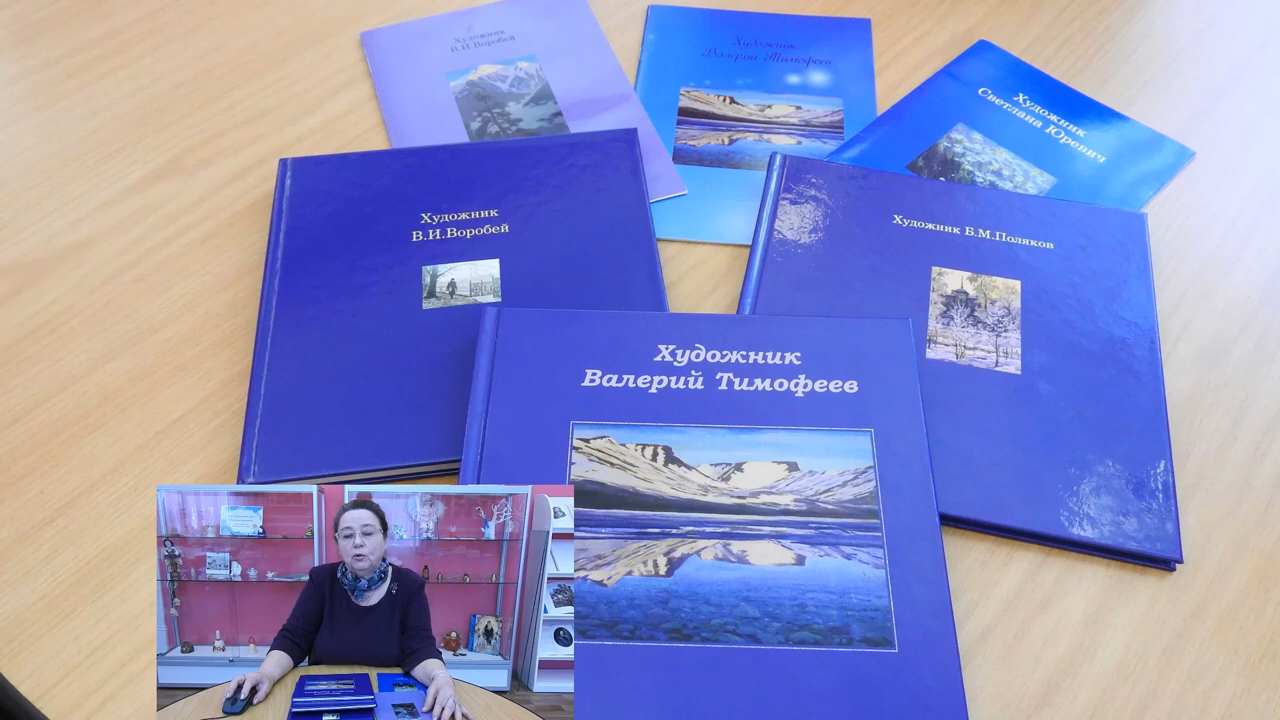 Художник
В.И.Воробей
Художник
Валерий Тимофеев
Художник
Светлана Юревич
Художник
В.И.Воробей
Художник Б.М.Поляков
Художник
Валерий Тимофеев